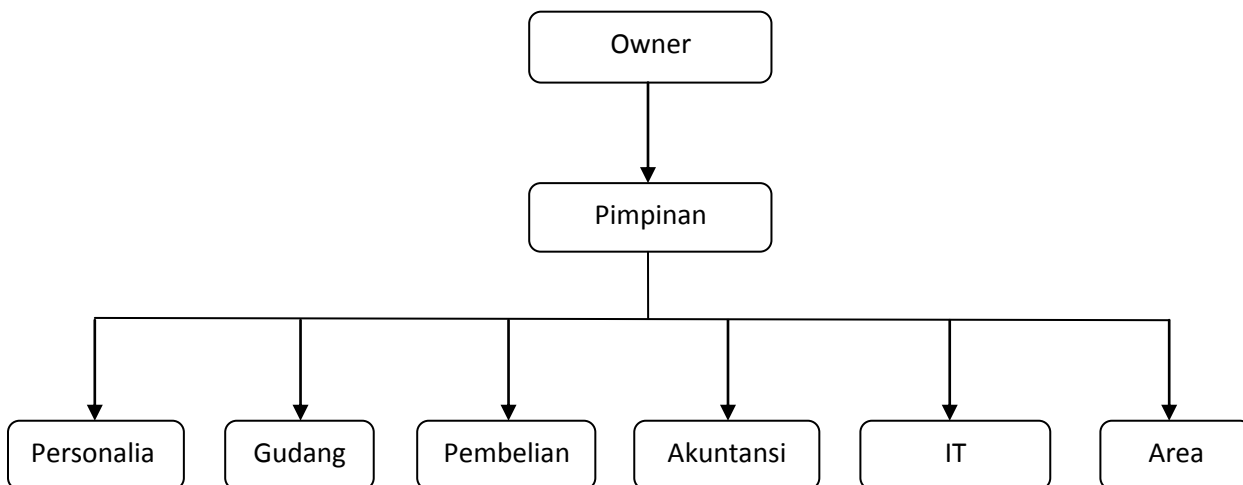 Owner
Pimpinan
Personalia
Gudang
Pembelian
Akuntansi
IT
Area